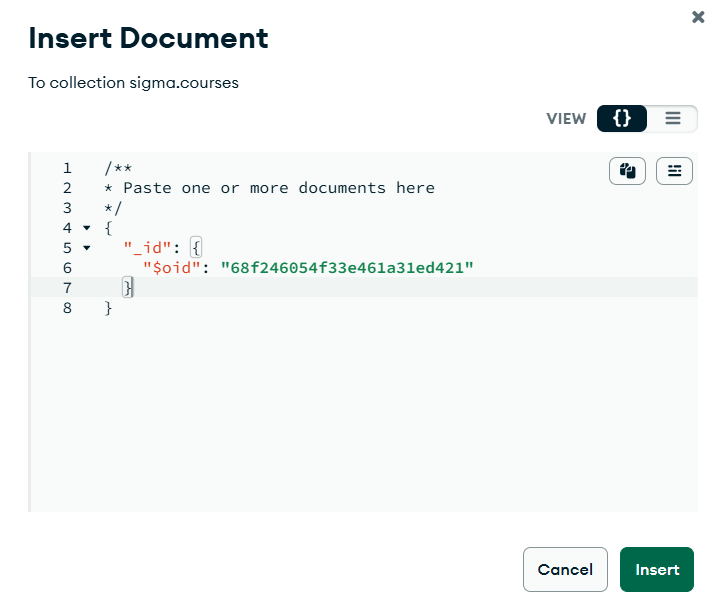 Insert Document
To collection sigma.courses
VIEW {}
1 /**
2 * Paste one or more documents here
3 */
4 {
5 "_id": {
6 "$oid": "68f246054f33e461a31ed421"
7 }
8 }
Cancel Insert